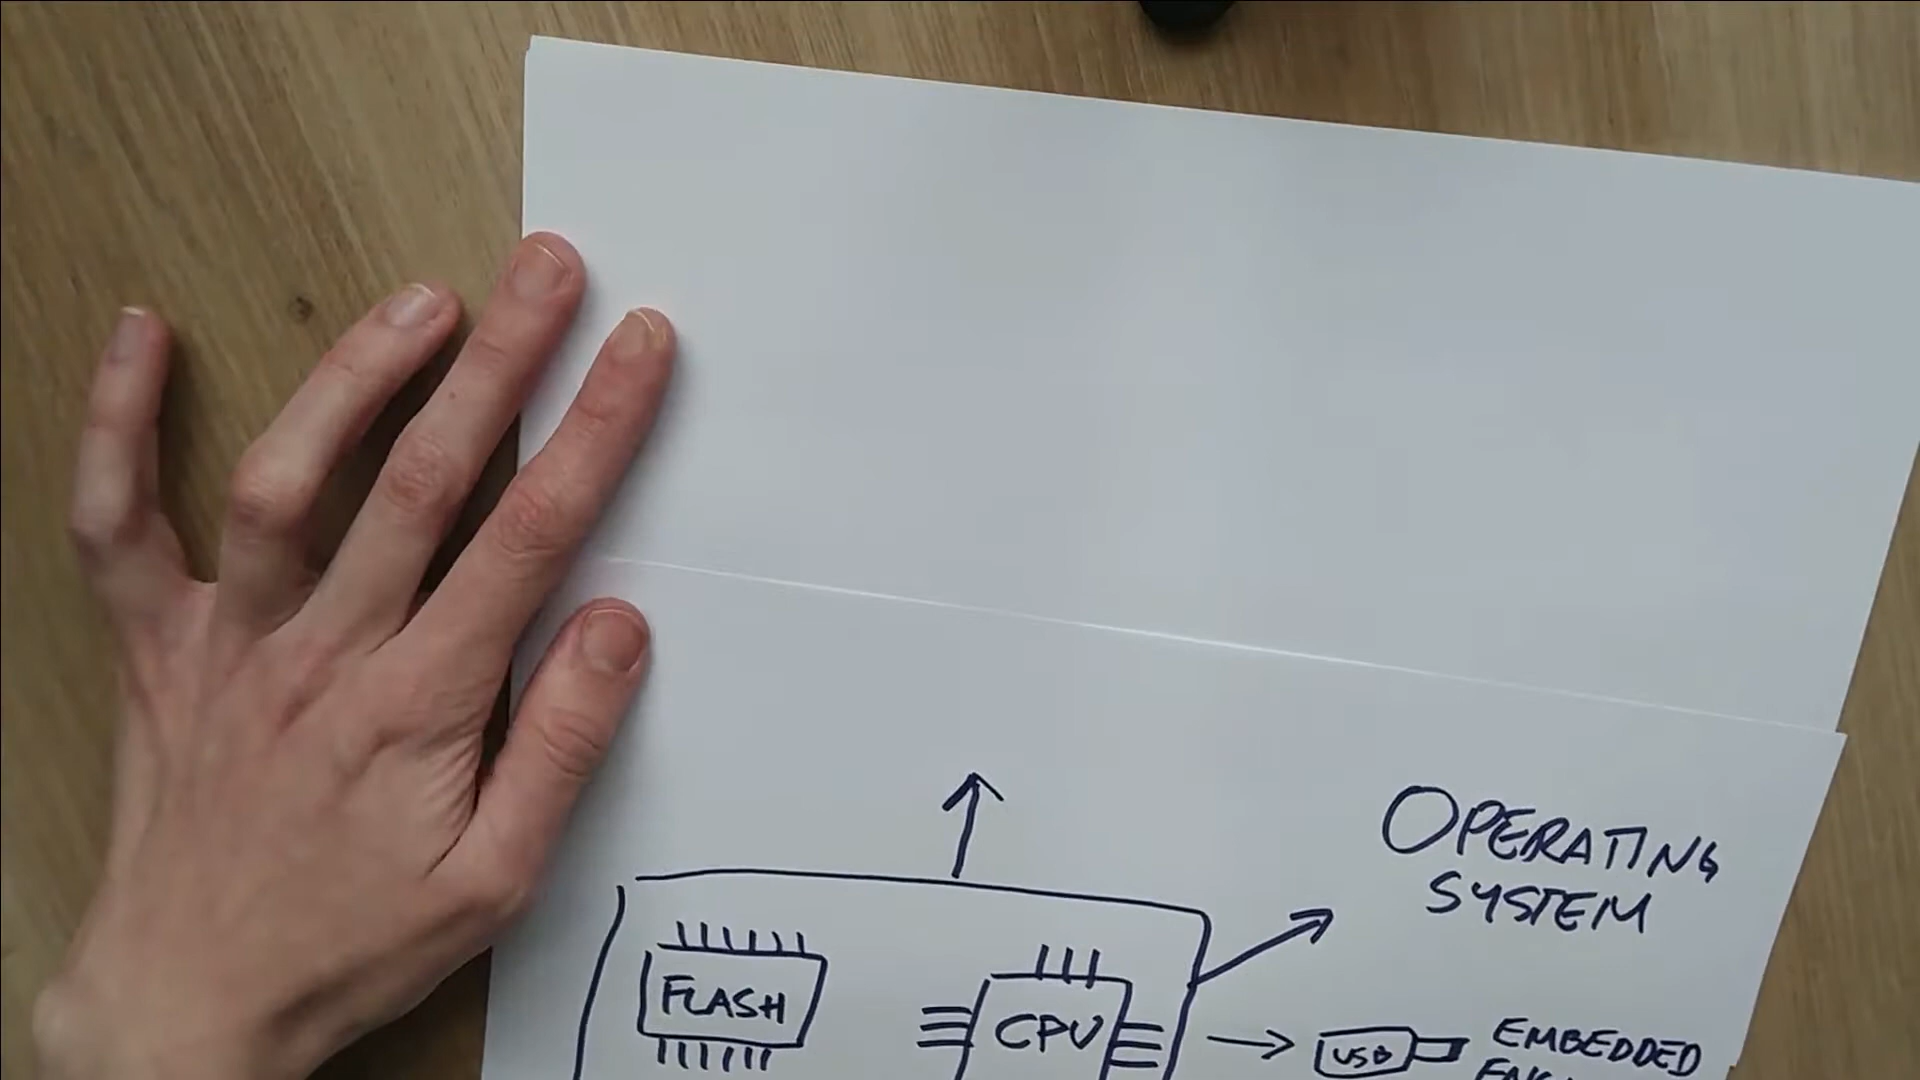 OPERATING
SYSTEM
FLASH
CPU
USB
EMBEDDED